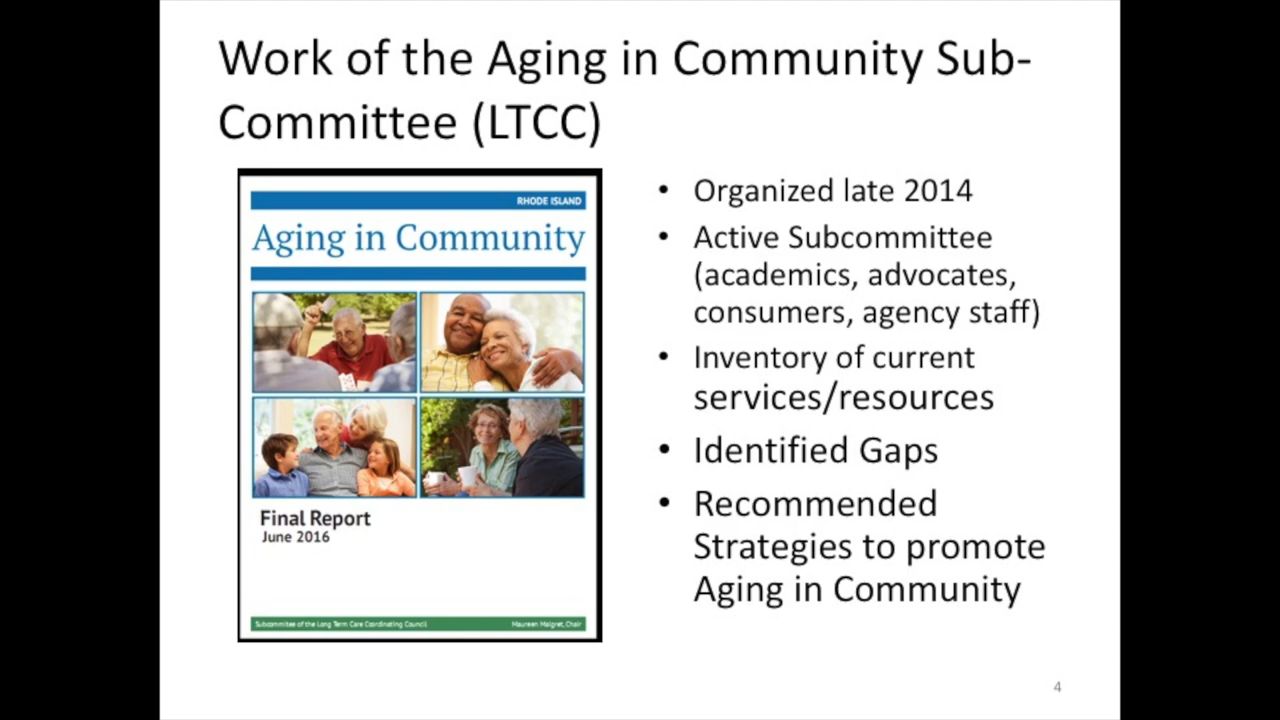 Work of the Aging in Community Sub-
Committee (LTCC)
RHODE ISLAND
Aging in Community
Final Report
June 2016
Subcommittee of the Long Term Care Coordinating Council
Maureen Maigret, Chair
• Organized late 2014
• Active Subcommittee
(academics, advocates,
consumers, agency staff)
• Inventory of current
services/resources
• Identified Gaps
• Recommended
Strategies to promote
Aging in Community
4